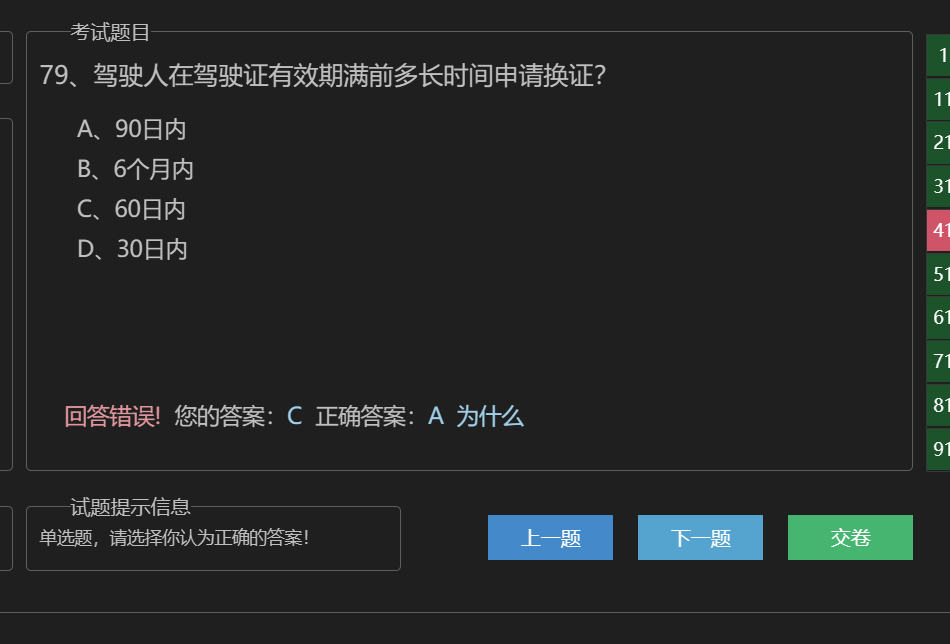 考试题目
79、驾驶人在驾驶证有效期满前多长时间申请换证?
A、90日内
B、6个月内
C、60日内
D、30日内
回答错误! 您的答案: C 正确答案: A 为什么
试题提示信息
单选题，请选择你认为正确的答案!
上一题 下一题 交卷
1
11
21
31
41
51
61
71
81
91